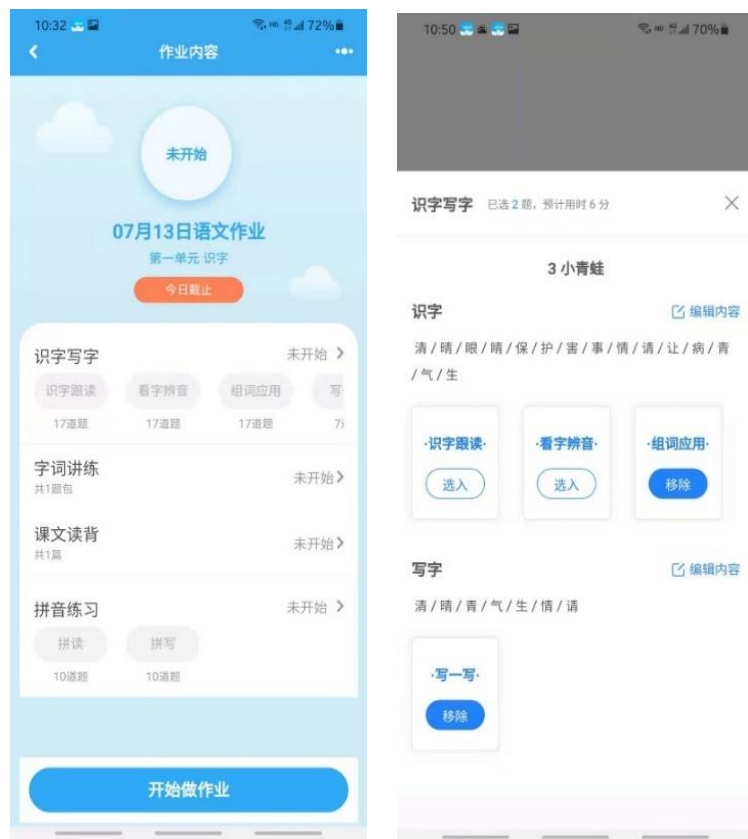 10:32
72%
作业内容
未开始
07月13日语文作业
第一单元 识字
今日截止
识字写字
未开始
识字跟读
看字辨音
组词应用
写
17道题
17道题
17道题
7
字词讲练
共1题包
未开始
课文读背
共1篇
未开始
拼音练习
未开始
拼读
拼写
10道题
10道题
开始做作业
10:50
70%
识字写字 已选 2 题，预计用时 6 分
3 小青蛙
识字
编辑内容
清 / 晴 / 眼 / 睛 / 保 / 护 / 害 / 事 / 情 / 请 / 让 / 病 / 青
/ 气 / 生
·识字跟读·
·看字辨音·
·组词应用·
选入
选入
移除
写字
编辑内容
清 / 晴 / 青 / 气 / 生 / 情 / 请
·写一写·
移除